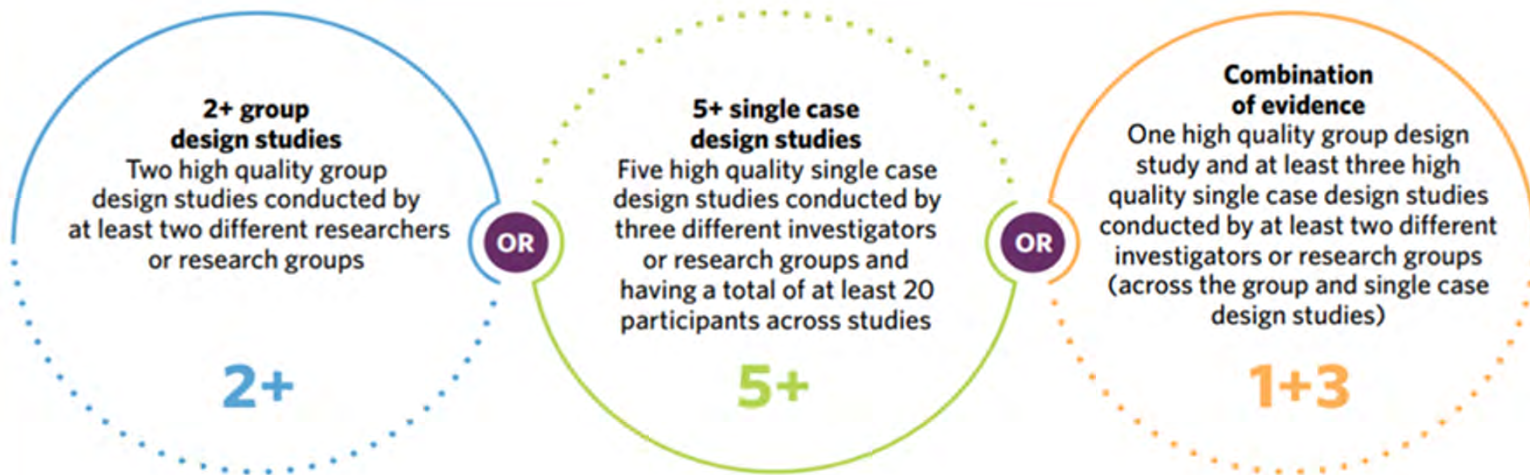 2+ group
design studies
Two high quality group
design studies conducted by
at least two different researchers
or research groups
2+
OR
5+ single case
design studies
Five high quality single case
design studies conducted by
three different investigators
or research groups and
having a total of at least 20
participants across studies
5+
OR
Combination
of evidence
One high quality group design
study and at least three high
quality single case design studies
conducted by at least two different
investigators or research groups
(across the group and single case
design studies)
1+3